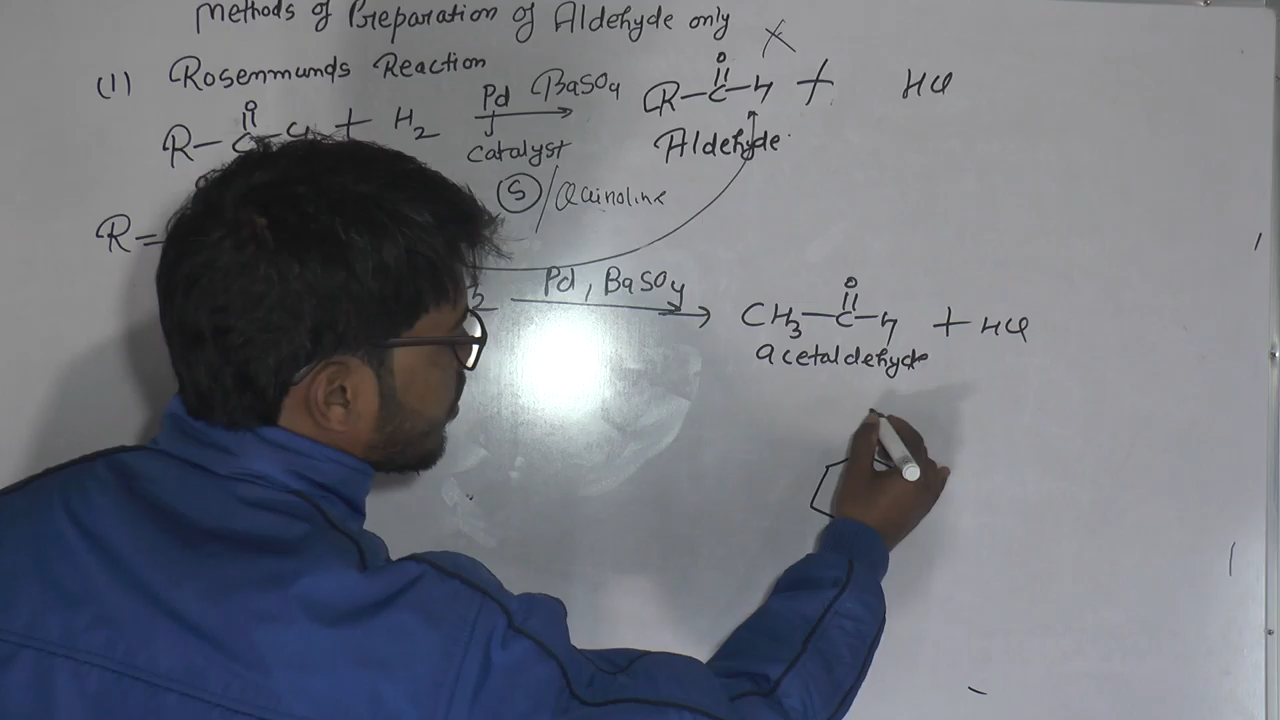 Methods of Preparation of Aldehyde only
(1) Rosenmunds Reaction
R-C-Cl + H2 Pd BaSO4 R-C-H + HCl
O O
catalyst Aldehyde
S/Quinoline
R=
Pd, BaSO4 CH3-C-H + HCl
O
acetaldehyde